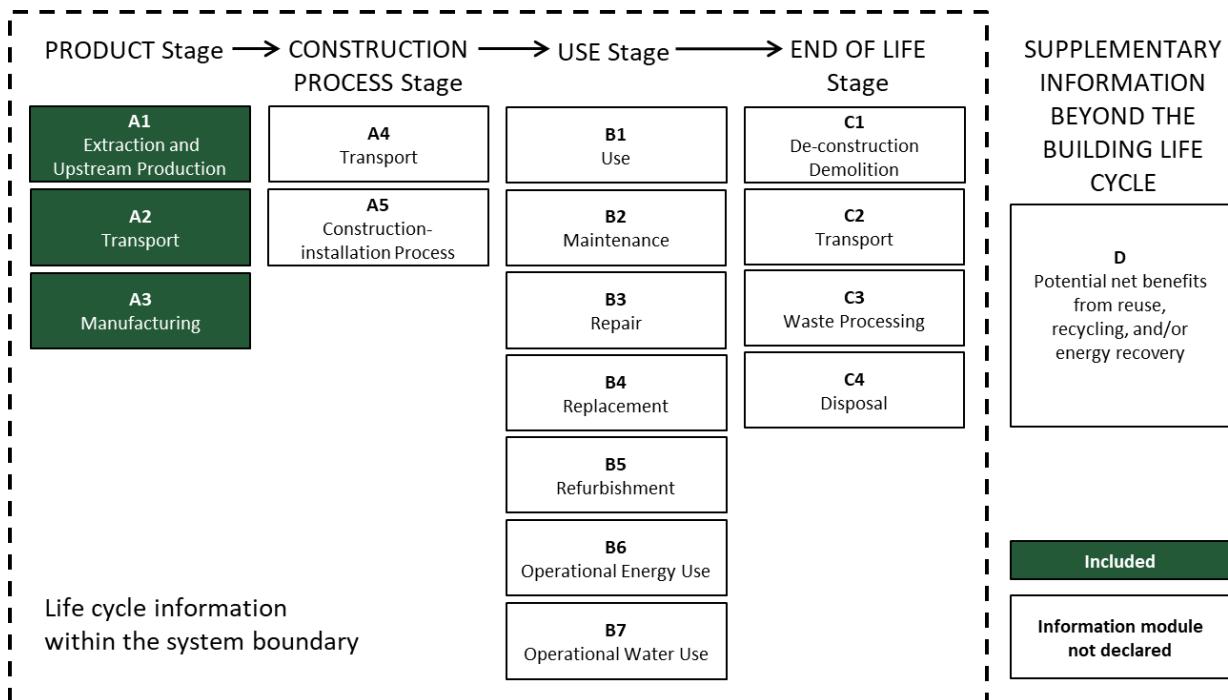 PRODUCT Stage
CONSTRUCTION
PROCESS Stage
USE Stage
END OF LIFE
Stage
SUPPLEMENTARY
INFORMATION
BEYOND THE
BUILDING LIFE
CYCLE
A1
Extraction and
Upstream Production
A2
Transport
A3
Manufacturing
A4
Transport
A5
Construction-
installation Process
B1
Use
B2
Maintenance
B3
Repair
B4
Replacement
B5
Refurbishment
B6
Operational Energy Use
B7
Operational Water Use
C1
De-construction
Demolition
C2
Transport
C3
Waste Processing
C4
Disposal
D
Potential net benefits
from reuse,
recycling, and/or
energy recovery
Life cycle information
within the system boundary
Included
Information module
not declared